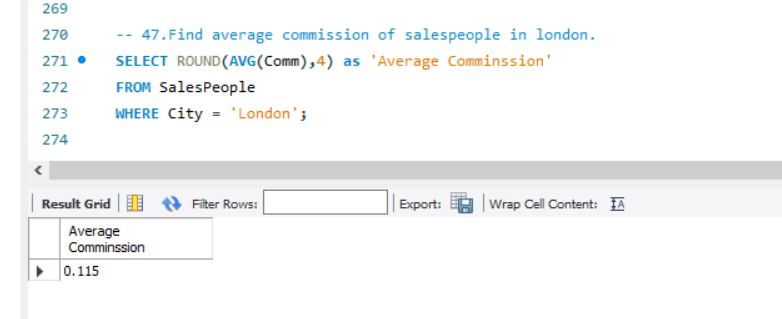 269
270 -- 47.Find average commission of salespeople in london.
271 SELECT ROUND(AVG(Comm),4) as 'Average Comminssion'
272 FROM SalesPeople
273 WHERE City = 'London';
274
Result Grid Filter Rows: Export: Wrap Cell Content: IA
Average
Comminssion
0.115